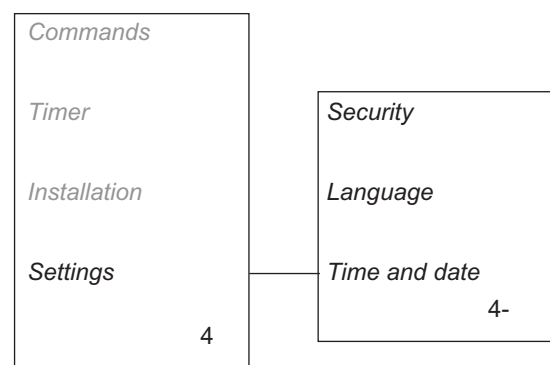 Commands
Timer
Installation
Settings
4
Security
Language
Time and date
4-